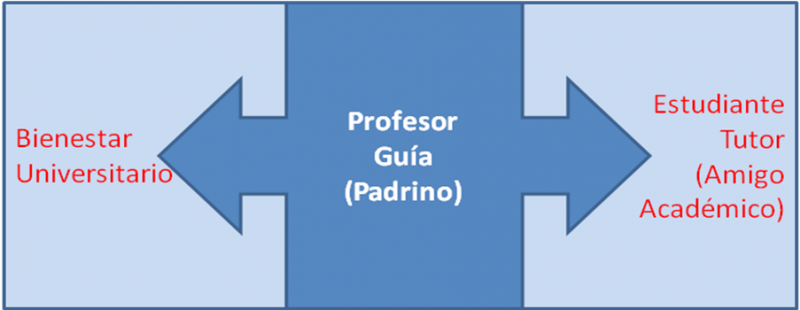 Bienestar
Universitario
Profesor
Guía
(Padrino)
Estudiante
Tutor
(Amigo
Académico)